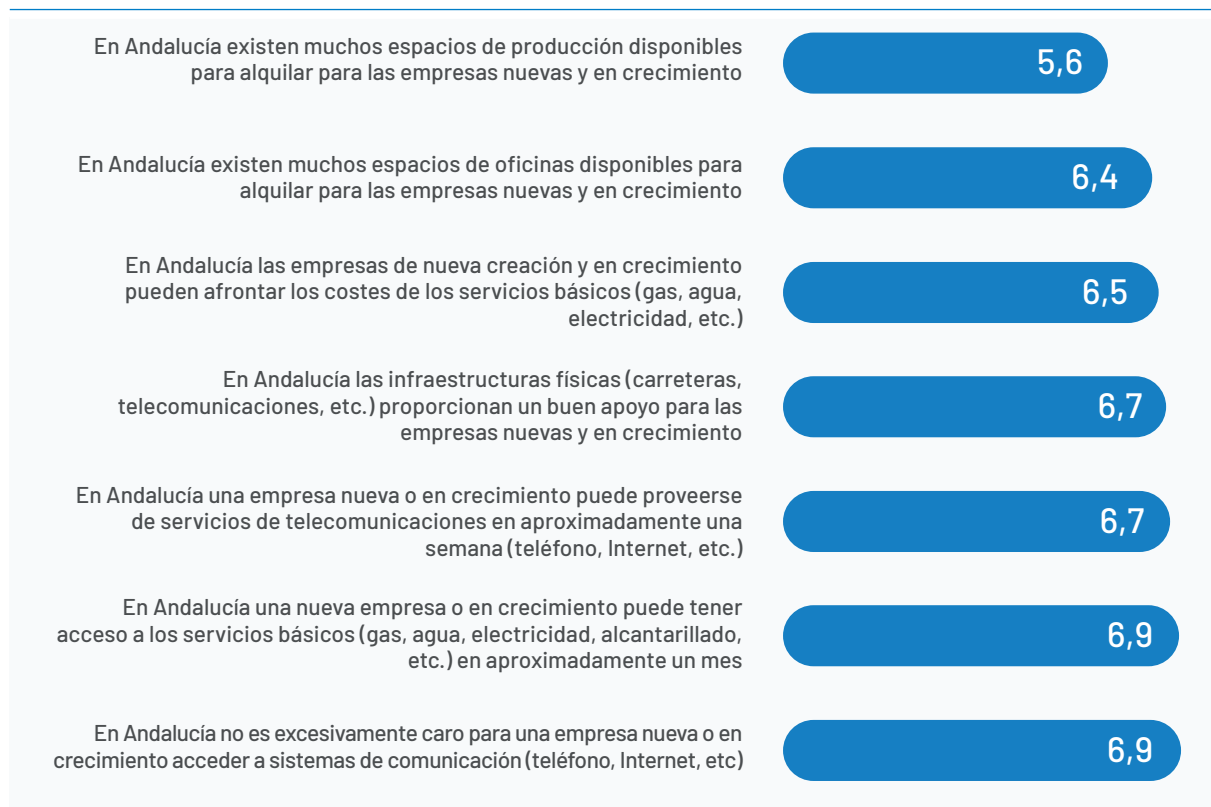 En Andalucía existen muchos espacios de producción disponibles
para alquilar para las empresas nuevas y en crecimiento
5,6
En Andalucía existen muchos espacios de oficinas disponibles para
alquilar para las empresas nuevas y en crecimiento
6,4
En Andalucía las empresas de nueva creación y en crecimiento
pueden afrontar los costes de los servicios básicos (gas, agua,
electricidad, etc.)
6,5
En Andalucía las infraestructuras físicas (carreteras,
telecomunicaciones, etc.) proporcionan un buen apoyo para las
empresas nuevas y en crecimiento
6,7
En Andalucía una empresa nueva o en crecimiento puede proveerse
de servicios de telecomunicaciones en aproximadamente una
semana (teléfono, Internet, etc.)
6,7
En Andalucía una nueva empresa o en crecimiento puede tener
acceso a los servicios básicos (gas, agua, electricidad, alcantarillado,
etc.) en aproximadamente un mes
6,9
En Andalucía no es excesivamente caro para una empresa nueva o en
crecimiento acceder a sistemas de comunicación (teléfono, Internet, etc)
6,9